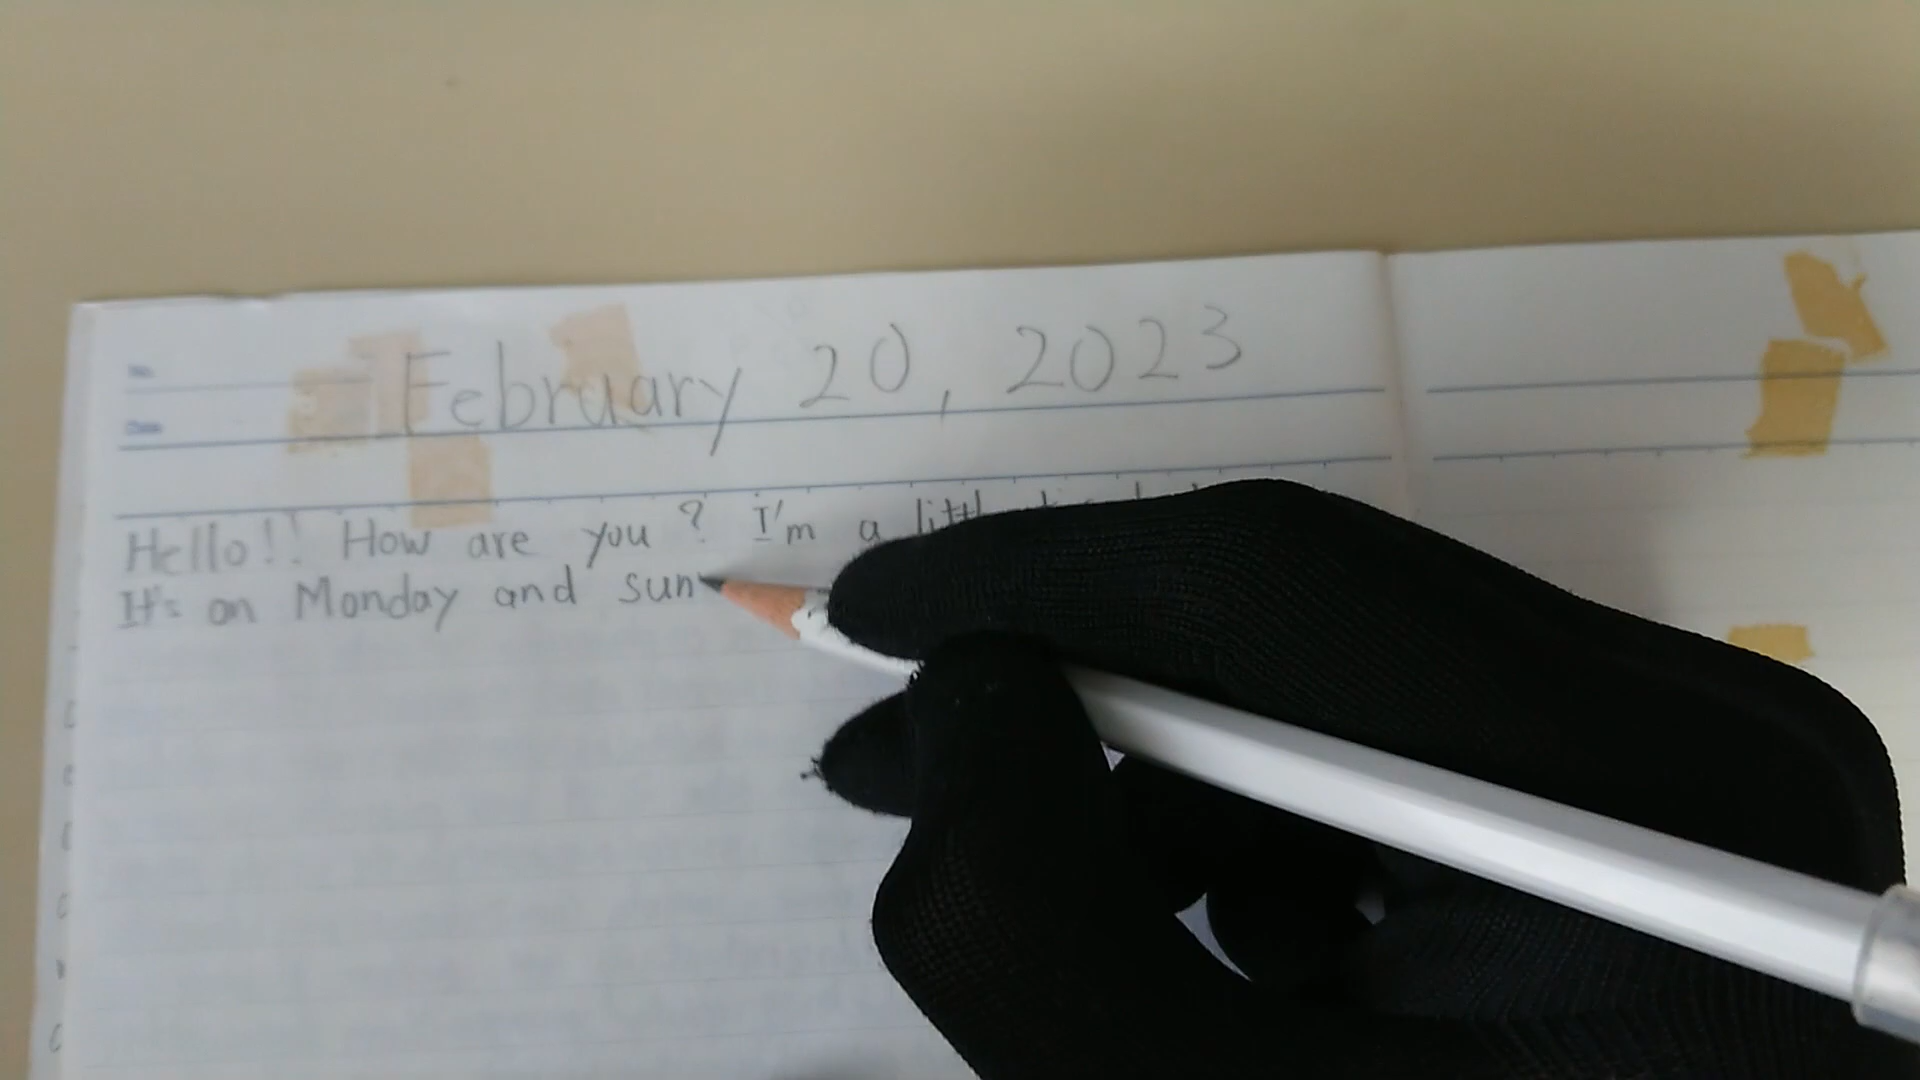 February 20, 2023
Hello!! How are you? I'm a
It's on Monday and sun